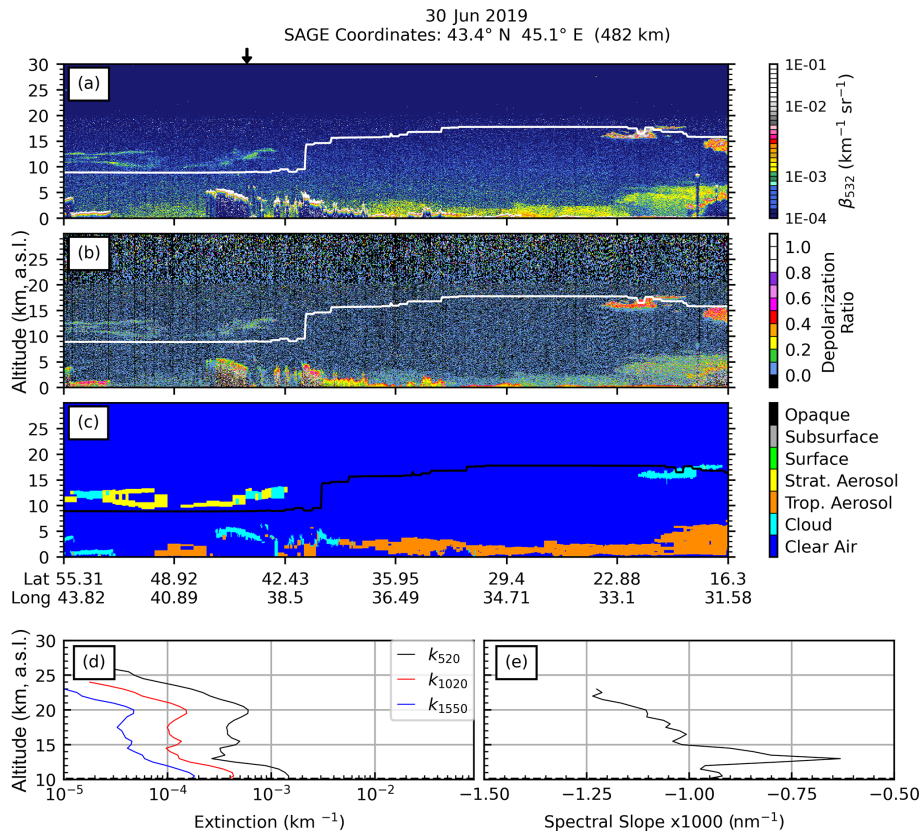 30 Jun 2019
SAGE Coordinates: 43.4° N 45.1° E (482 km)
(a)
30
25
20
15
10
5
0
1E-01
1E-02
1E-03
1E-04
β532 (km⁻¹ sr⁻¹)
(b)
25
20
15
10
5
0
Altitude (km, a.s.l.)
1.0
0.8
0.6
0.4
0.2
0.0
Depolarization
Ratio
(c)
25
20
15
10
5
0
Opaque
Subsurface
Surface
Strat. Aerosol
Trop. Aerosol
Cloud
Clear Air
Lat 55.31 48.92 42.43 35.95 29.4 22.88 16.3
Long 43.82 40.89 38.5 36.49 34.71 33.1 31.58
(d)
30
25
20
15
10
Altitude (km, a.s.l.)
k520
k1020
k1550
10⁻⁵ 10⁻⁴ 10⁻³ 10⁻²
Extinction (km⁻¹)
(e)
−1.50 −1.25 −1.00 −0.75 −0.50
Spectral Slope x1000 (nm⁻¹)